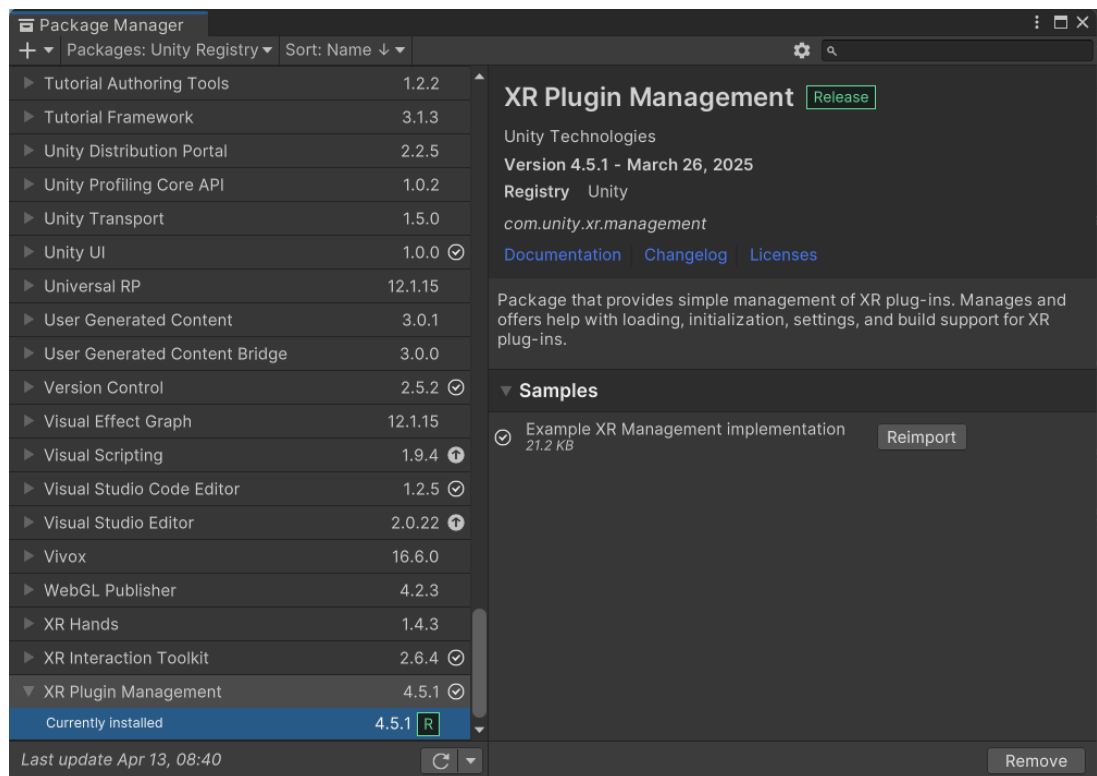 Package Manager
Packages: Unity Registry
Sort: Name ↓
Tutorial Authoring Tools 1.2.2
Tutorial Framework 3.1.3
Unity Distribution Portal 2.2.5
Unity Profiling Core API 1.0.2
Unity Transport 1.5.0
Unity UI 1.0.0
Universal RP 12.1.15
User Generated Content 3.0.1
User Generated Content Bridge 3.0.0
Version Control 2.5.2
Visual Effect Graph 12.1.15
Visual Scripting 1.9.4
Visual Studio Code Editor 1.2.5
Visual Studio Editor 2.0.22
Vivox 16.6.0
WebGL Publisher 4.2.3
XR Hands 1.4.3
XR Interaction Toolkit 2.6.4
XR Plugin Management 4.5.1
Currently installed 4.5.1 R
Last update Apr 13, 08:40
XR Plugin Management Release
Unity Technologies
Version 4.5.1 - March 26, 2025
Registry Unity
com.unity.xr.management
Documentation Changelog Licenses
Package that provides simple management of XR plug-ins. Manages and
offers help with loading, initialization, settings, and build support for XR
plug-ins.
Samples
Example XR Management implementation
21.2 KB
Reimport
Remove